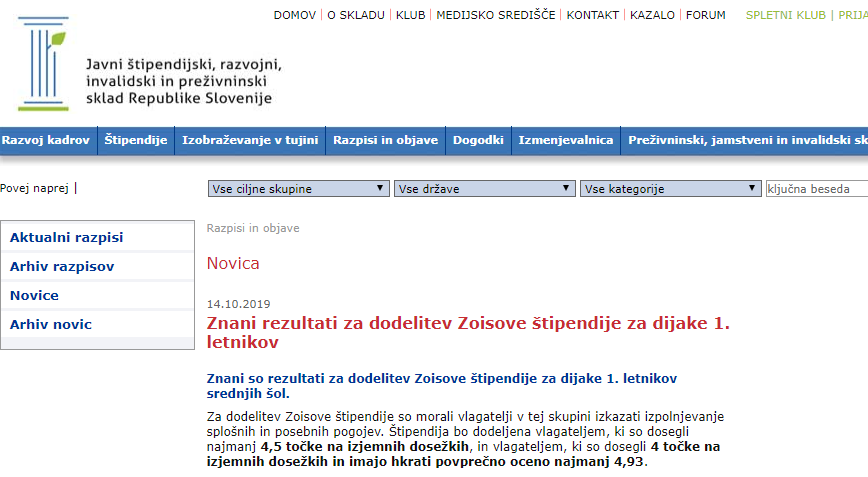 DOMOV | O SKLADU | KLUB | MEDIJSKO SREDIŠČE | KONTAKT | KAZALO | FORUM SPLETNI KLUB |
Javni štipendijski, razvojni,
invalidski in preživninski
sklad Republike Slovenije
Razvoj kadrov Štipendije Izobraževanje v tujini Razpisi in objave Dogodki Izmenjevalnica Preživninski, jamstveni in invalidski
Povej naprej |
Vse ciljne skupine Vse države Vse kategorije ključna beseda
Aktualni razpisi
Arhiv razpisov
Novice
Arhiv novic
Razpisi in objave
Novica
14.10.2019
Znani rezultati za dodelitev Zoisove štipendije za dijake 1.
letnikov
Znani so rezultati za dodelitev Zoisove štipendije za dijake 1. letnikov
srednjih šol.
Za dodelitev Zoisove štipendije so morali vlagatelji v tej skupini izkazati izpolnjevanje
splošnih in posebnih pogojev. Štipendija bo dodeljena vlagateljem, ki so dosegli
najmanj 4,5 točke na izjemnih dosežkih, in vlagateljem, ki so dosegli 4 točke na
izjemnih dosežkih in imajo hkrati povprečno oceno najmanj 4,93.